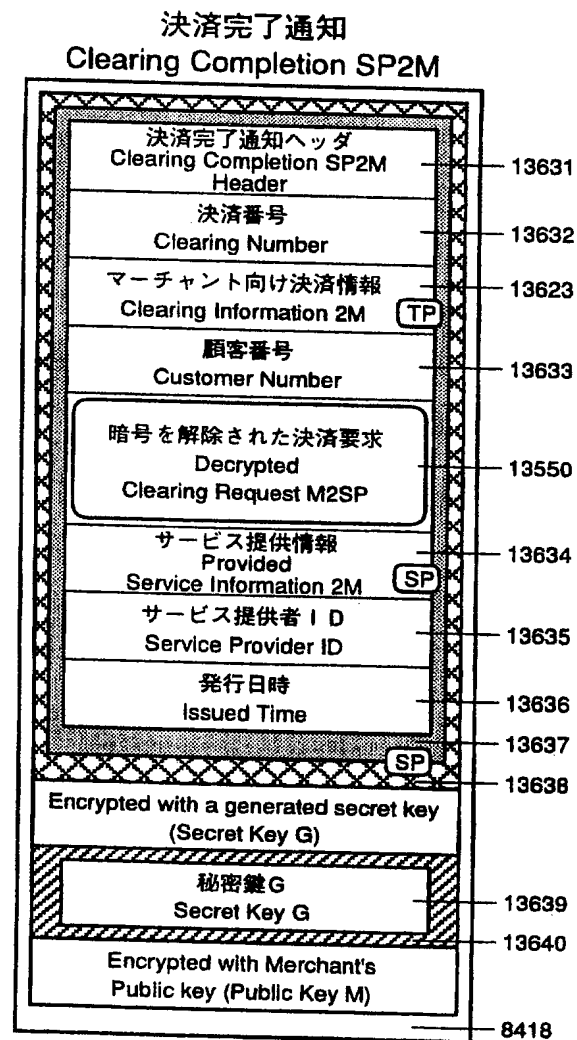 決済完了通知
Clearing Completion SP2M
決済完了通知ヘッダ
Clearing Completion SP2M
Header
13631
決済番号
Clearing Number
13632
マーチャント向け決済情報
Clearing Information 2M
TP
13623
顧客番号
Customer Number
13633
暗号を解除された決済要求
Decrypted
Clearing Request M2SP
13550
サービス提供情報
Provided
Service Information 2M
SP
13634
サービス提供者ID
Service Provider ID
13635
発行日時
Issued Time
13636
13637
SP
13638
Encrypted with a generated secret key
(Secret Key G)
秘密鍵G
Secret Key G
13639
13640
Encrypted with Merchant's
Public key (Public Key M)
8418